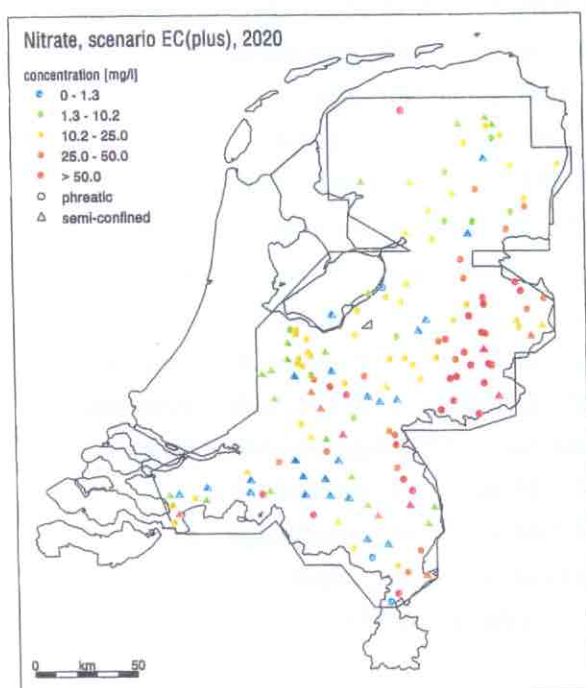 Nitrate, scenario EC(plus), 2020
concentration [mg/l]
0 - 1.3
1.3 - 10.2
10.2 - 25.0
25.0 - 50.0
> 50.0
phreatic
semi-confined
0 km 50